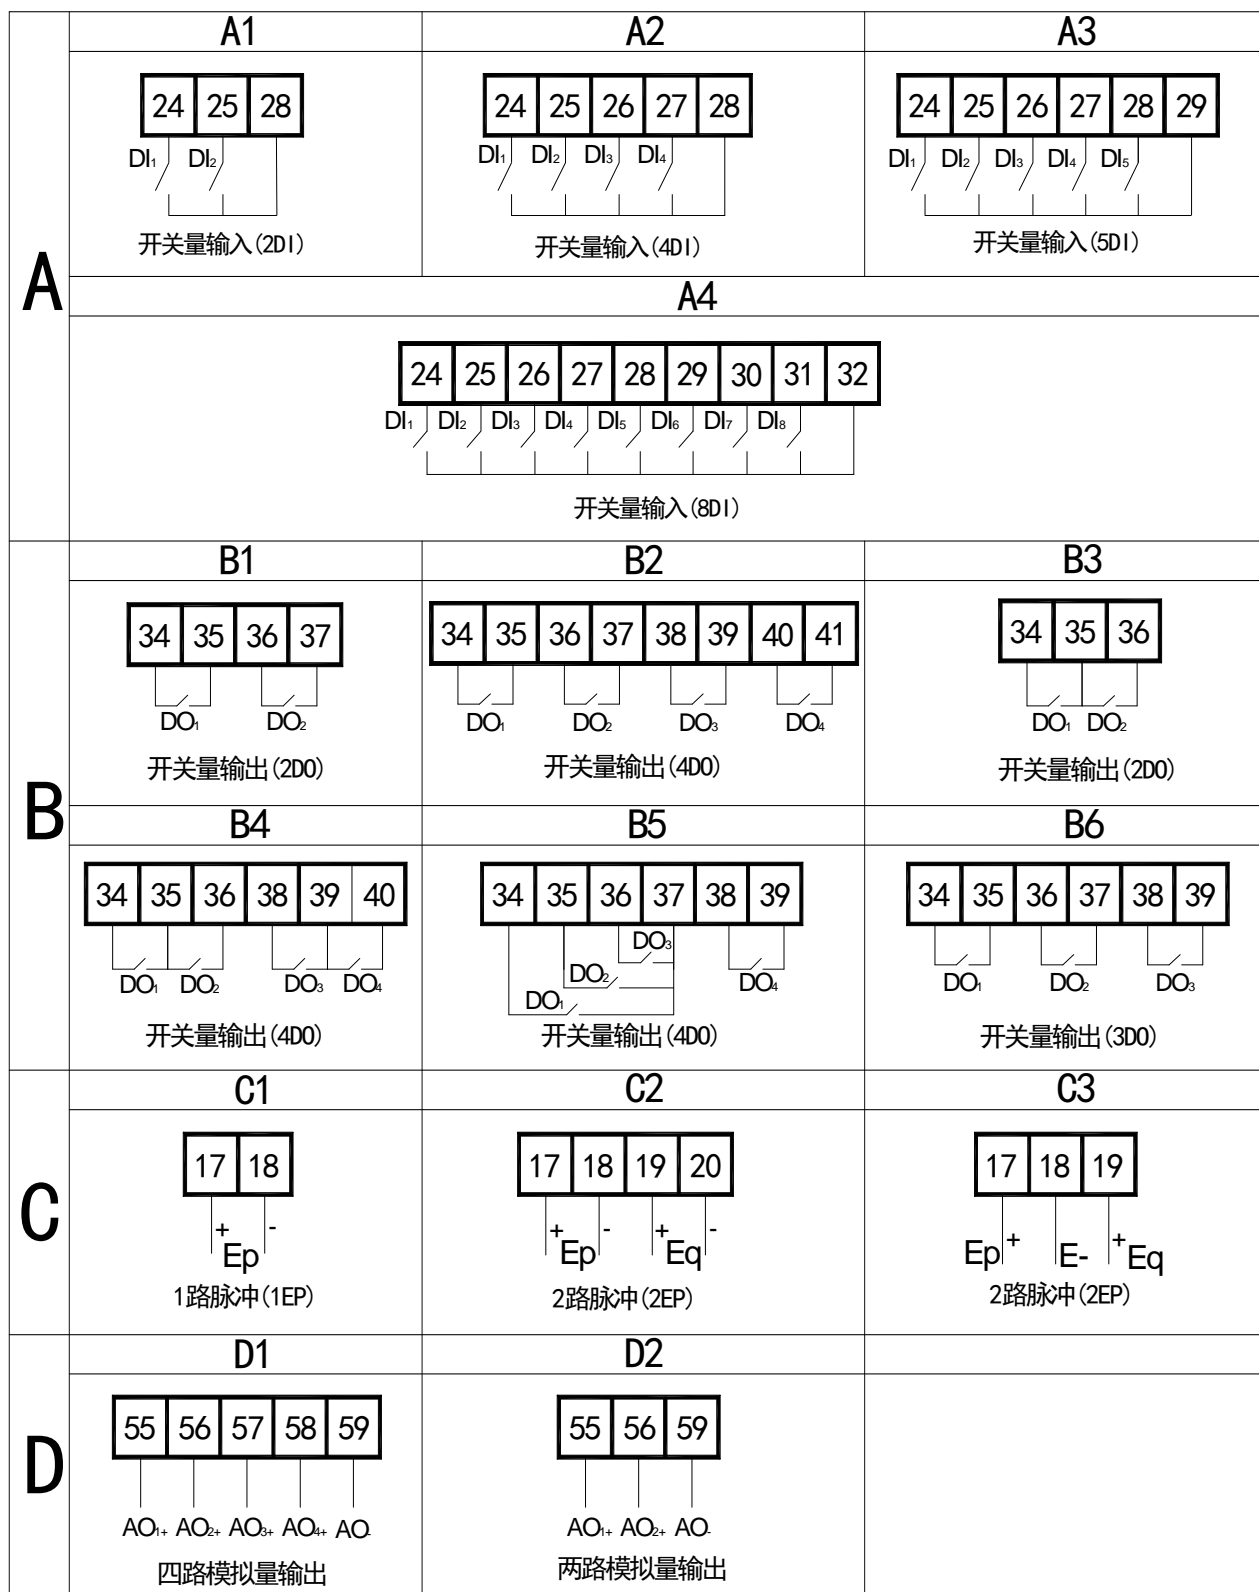 A
A1 A2 A3
24 25 28
DI1 DI2
开关量输入(2DI)
24 25 26 27 28
DI1 DI2 DI3 DI4
开关量输入(4DI)
24 25 26 27 28 29
DI1 DI2 DI3 DI4 DI5
开关量输入(5DI)
A4
24 25 26 27 28 29 30 31 32
DI1 DI2 DI3 DI4 DI5 DI6 DI7 DI8
开关量输入(8DI)
B
B1 B2 B3
34 35 36 37
DO1 DO2
开关量输出(2DO)
34 35 36 37 38 39 40 41
DO1 DO2 DO3 DO4
开关量输出(4DO)
34 35 36
DO1 DO2
开关量输出(2DO)
B4 B5 B6
34 35 36 38 39 40
DO1 DO2 DO3 DO4
开关量输出(4DO)
34 35 36 37 38 39
DO3
DO2 DO4
DO1
开关量输出(4DO)
34 35 36 37 38 39
DO1 DO2 DO3
开关量输出(3DO)
C
C1 C2 C3
17 18
+ -
Ep
1路脉冲(1EP)
17 18 19 20
+ - + -
Ep Eq
2路脉冲(2EP)
17 18 19
Ep + E- + Eq
2路脉冲(2EP)
D
D1 D2
55 56 57 58 59
AO1+ AO2+ AO3+ AO4+ AO-
四路模拟量输出
55 56 59
AO1+ AO2+ AO-
两路模拟量输出